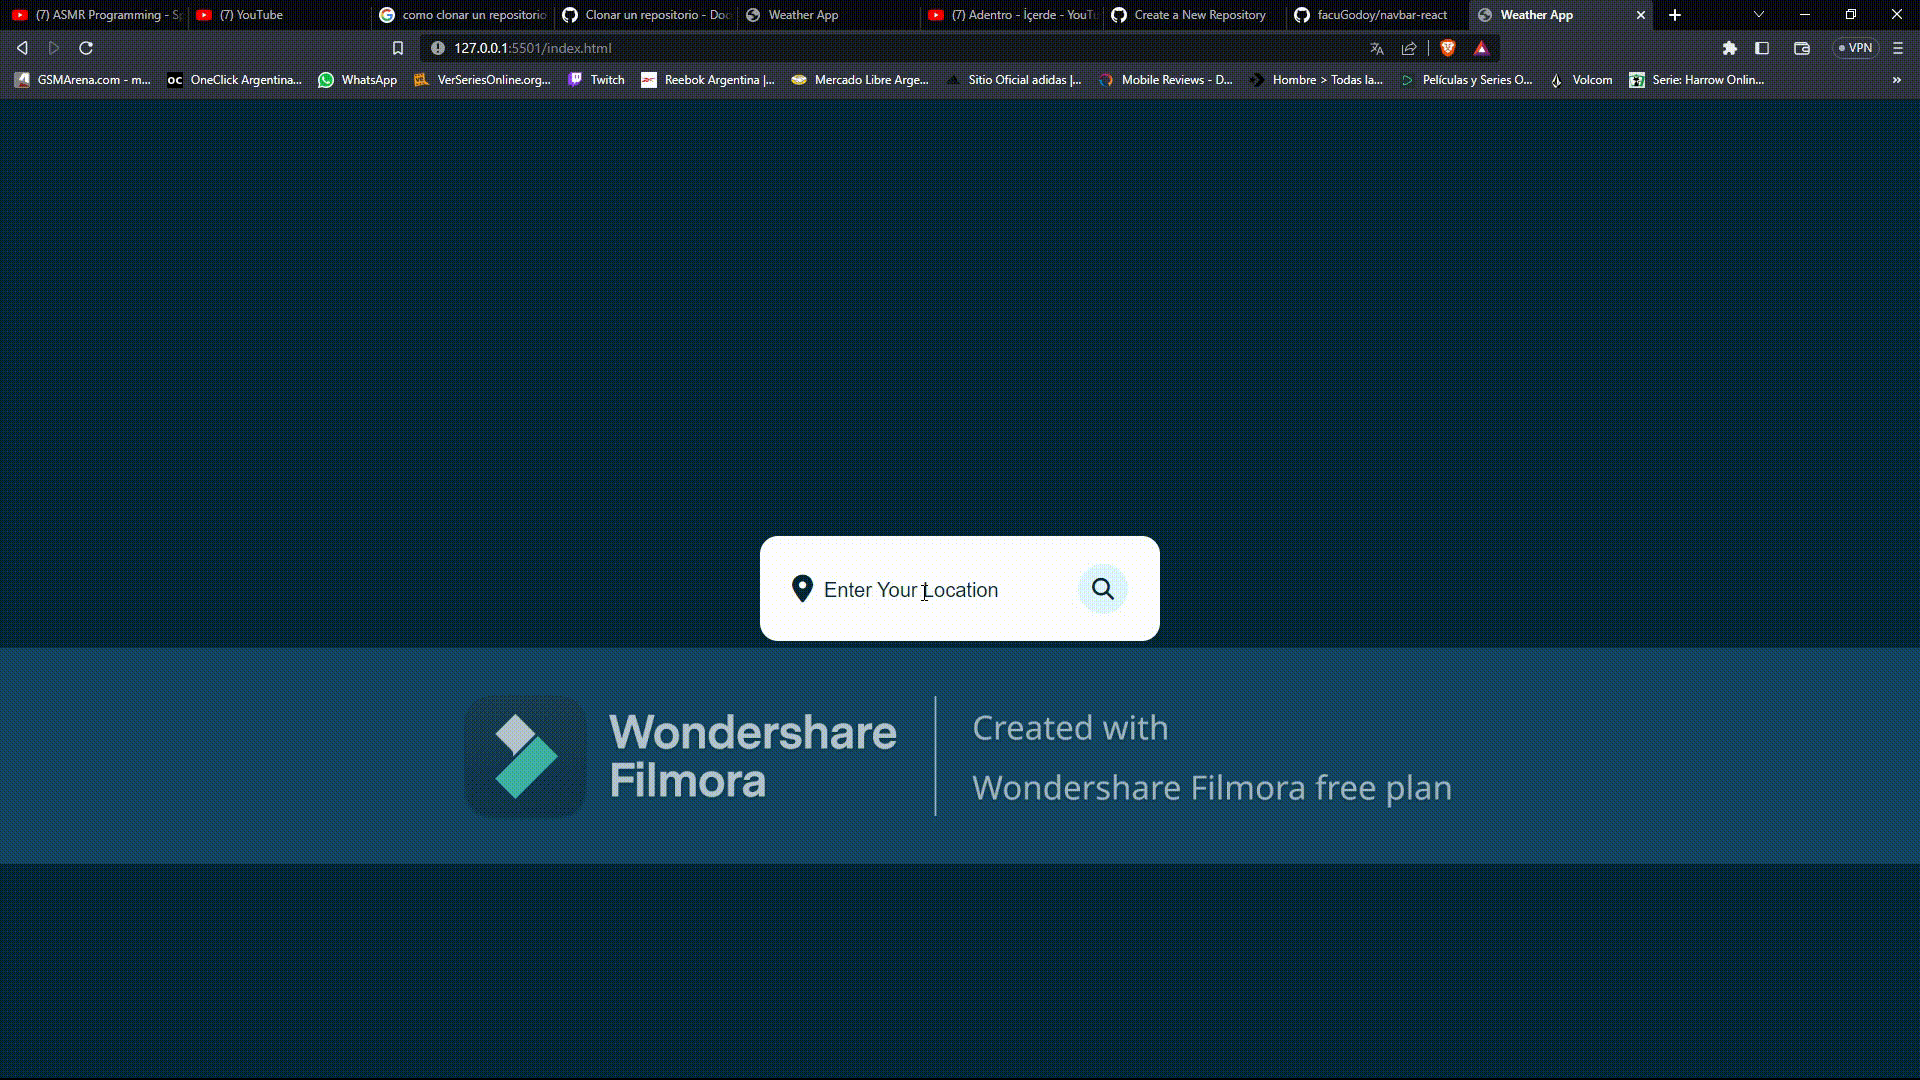 (7) ASMR Programming - S
(7) YouTube
como clonar un repositorio
Clonar un repositorio - Doc
Weather App
(7) Adentro - İçerde - YouTu
Create a New Repository
facuGodoy/navbar-react
Weather App
127.0.0.1:5501/index.html
VPN
GSMArena.com - m...
oc OneClick Argentina...
WhatsApp
VerSeriesOnline.org...
Twitch
Reebok Argentina |...
Mercado Libre Arge...
Sitio Oficial adidas |...
Mobile Reviews - D...
Hombre > Todas la...
Películas y Series O...
Volcom
Serie: Harrow Onlin...
»
Enter Your Location
Wondershare
Filmora
Created with
Wondershare Filmora free plan